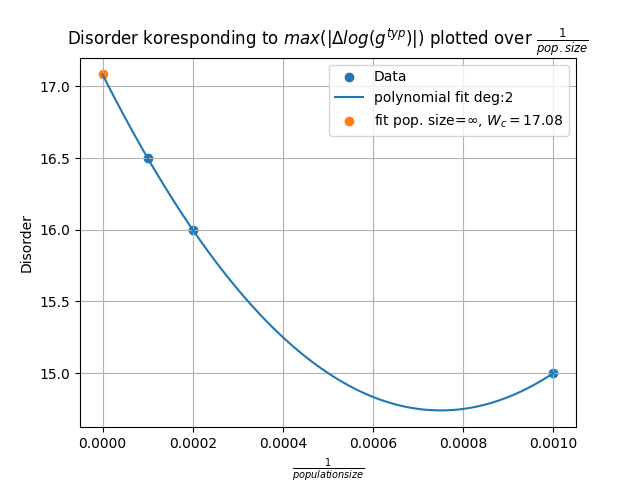 Disorder koresponding to max(|Δlog(g^typ)|) plotted over 1/pop. size
Data
polynomial fit deg:2
fit pop. size=∞, W_c = 17.08
17.0
16.5
16.0
15.5
15.0
Disorder
0.0000 0.0002 0.0004 0.0006 0.0008 0.0010
1/populationsize